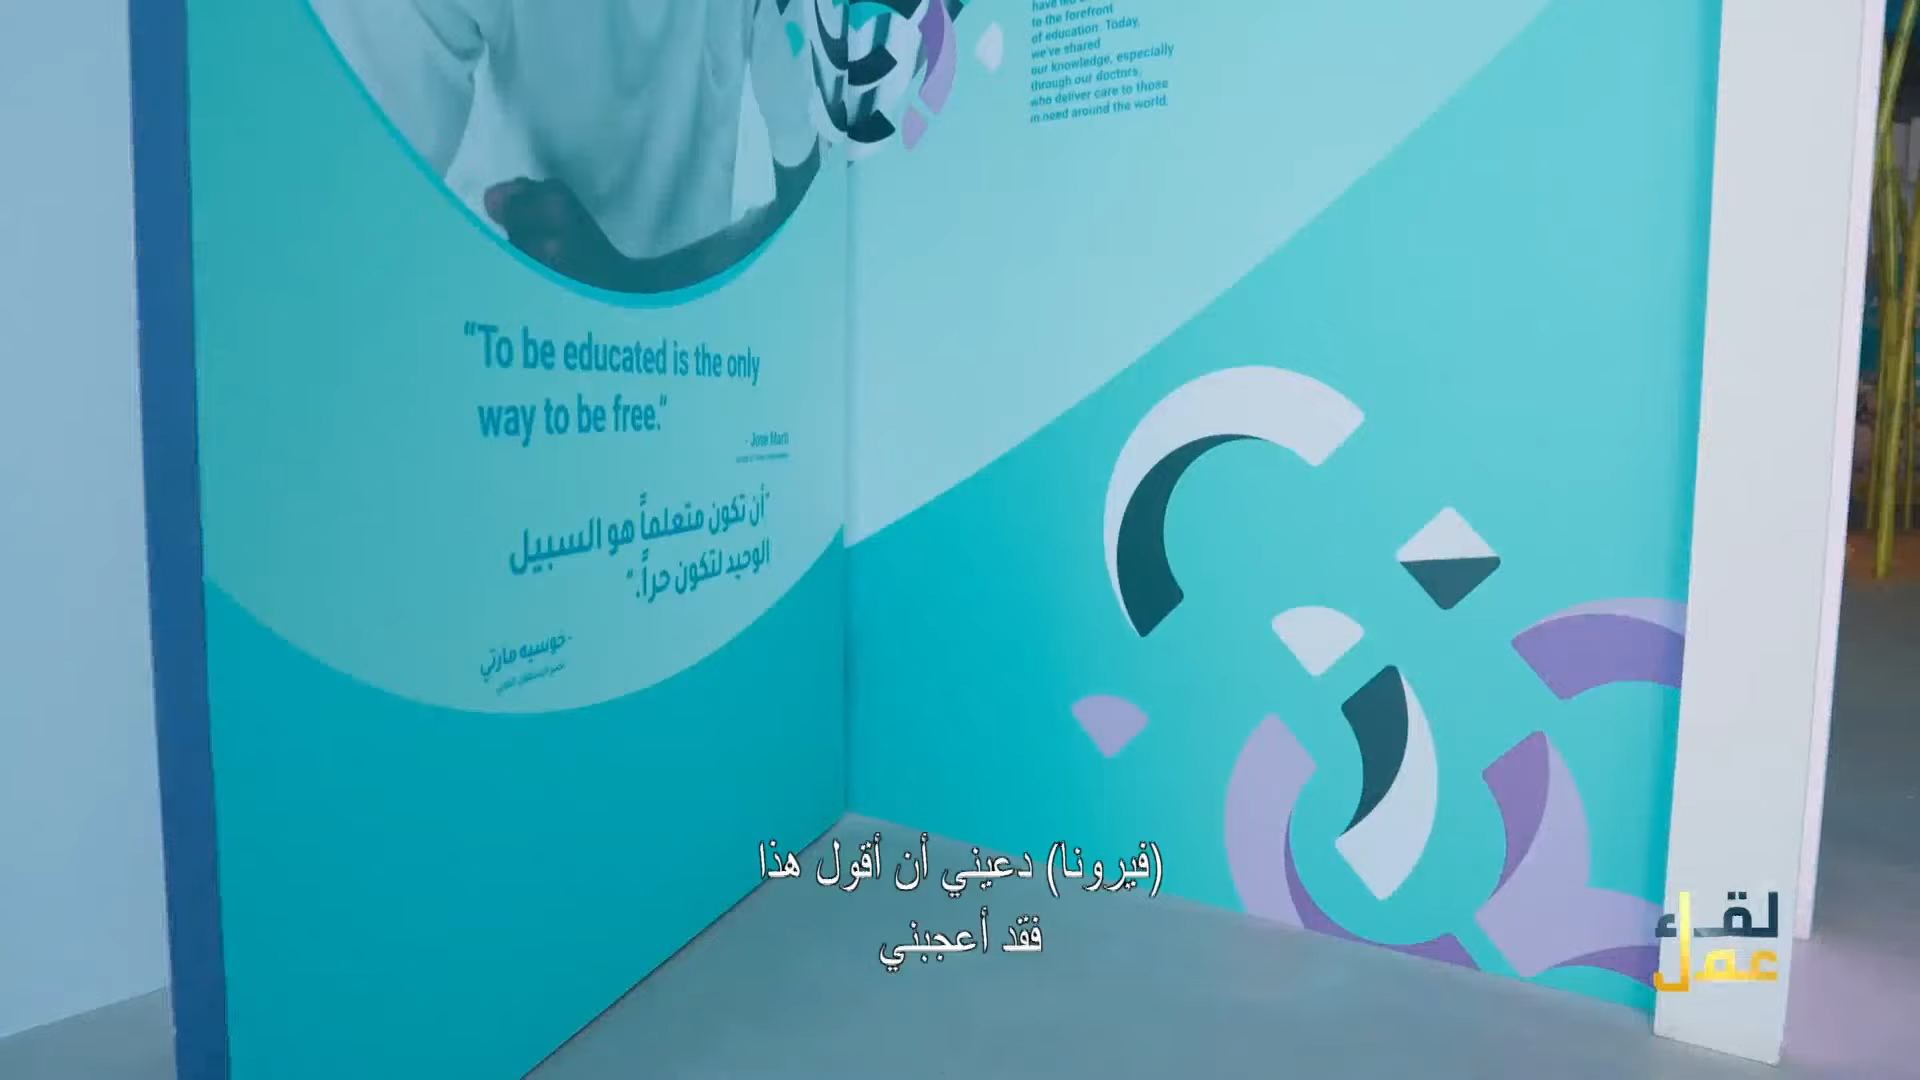 to the forefront
of education. Today,
we've shared
our knowledge, especially
through our doctors,
who deliver care to those
in need around the world.
“To be educated is the only
way to be free.”
- José Martí
"أن تكون متعلماً هو السبيل
الوحيد لتكون حراً."
- خوسيه مارتي
(فيرونا) دعيني أن أقول هذا
فقد أعجبني
لقاء
عمل